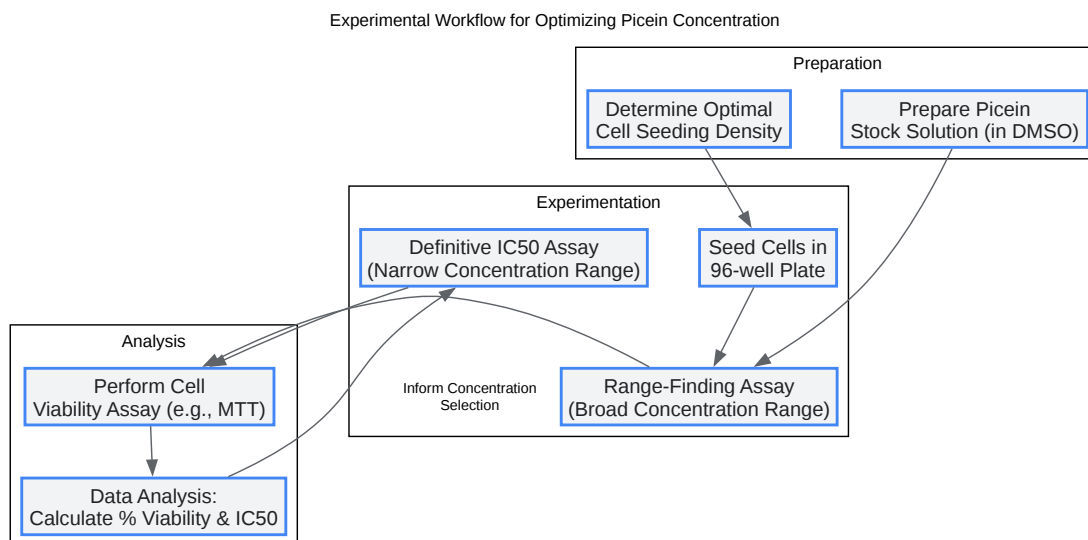 Experimental Workflow for Optimizing Picein Concentration
Preparation
Determine Optimal
Cell Seeding Density
Prepare Picein
Stock Solution (in DMSO)
Experimentation
Definitive IC50 Assay
(Narrow Concentration Range)
Seed Cells in
96-well Plate
Analysis
Perform Cell
Viability Assay (e.g., MTT)
Inform Concentration
Selection
Range-Finding Assay
(Broad Concentration Range)
Data Analysis:
Calculate % Viability & IC50